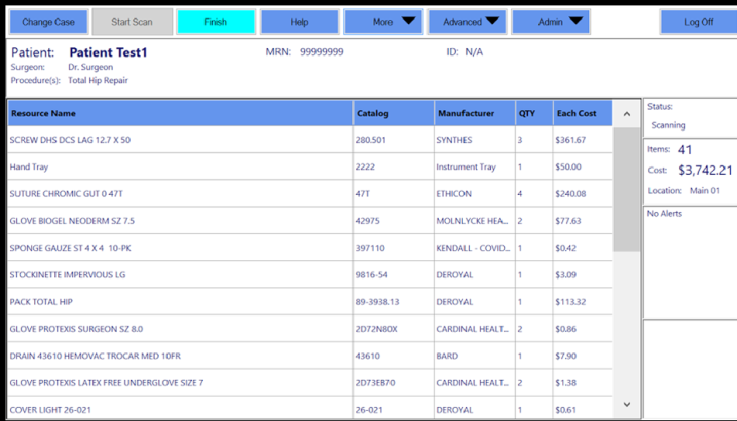 Change Case Start Scan Finish Help More Advanced Admin Log Off
Patient: Patient Test1 MRN: 99999999 ID: N/A
Surgeon: Dr. Surgeon
Procedure(s): Total Hip Repair
Resource Name Catalog Manufacturer QTY Each Cost
SCREW DHS DCS LAG 12.7 X 50 280.501 SYNTHES 3 $361.67
Hand Tray 2222 Instrument Tray 1 $50.00
SUTURE CHROMIC GUT 0 47T 47T ETHICON 4 $240.08
GLOVE BIOGEL NEODERM SZ 7.5 42975 MOLNLYCKE HEA... 2 $77.63
SPONGE GAUZE ST 4 X 4 10-PK 397110 KENDALL - COVID... 1 $0.42
STOCKINETTE IMPERVIOUS LG 9816-54 DEROYAL 1 $3.09
PACK TOTAL HIP 89-3938.13 DEROYAL 1 $113.32
GLOVE PROTEXIS SURGEON SZ 8.0 2D72N80X CARDINAL HEALT... 2 $0.86
DRAIN 43610 HEMOVAC TROCAR MED 10FR 43610 BARD 1 $7.90
GLOVE PROTEXIS LATEX FREE UNDERGLOVE SIZE 7 2D73EB70 CARDINAL HEALT... 2 $1.38
COVER LIGHT 26-021 26-021 DEROYAL 1 $0.61
Status:
Scanning
Items: 41
Cost: $3,742.21
Location: Main 01
No Alerts